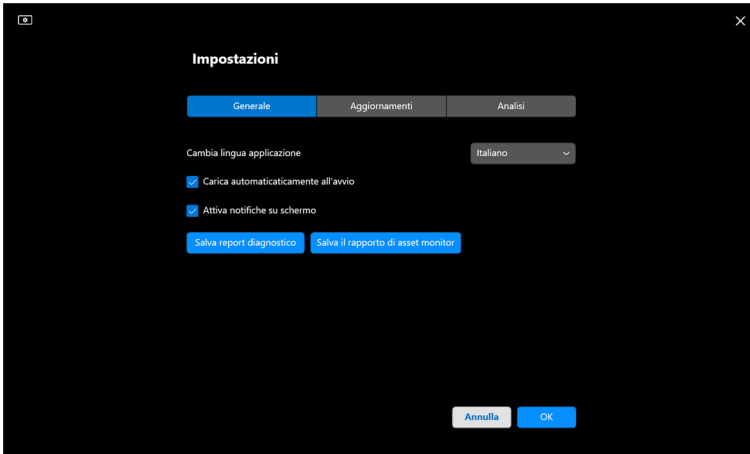 Impostazioni
Generale Aggiornamenti Analisi
Cambia lingua applicazione Italiano
Carica automaticaticamente all'avvio
Attiva notifiche su schermo
Salva report diagnostico Salva il rapporto di asset monitor
Annulla OK